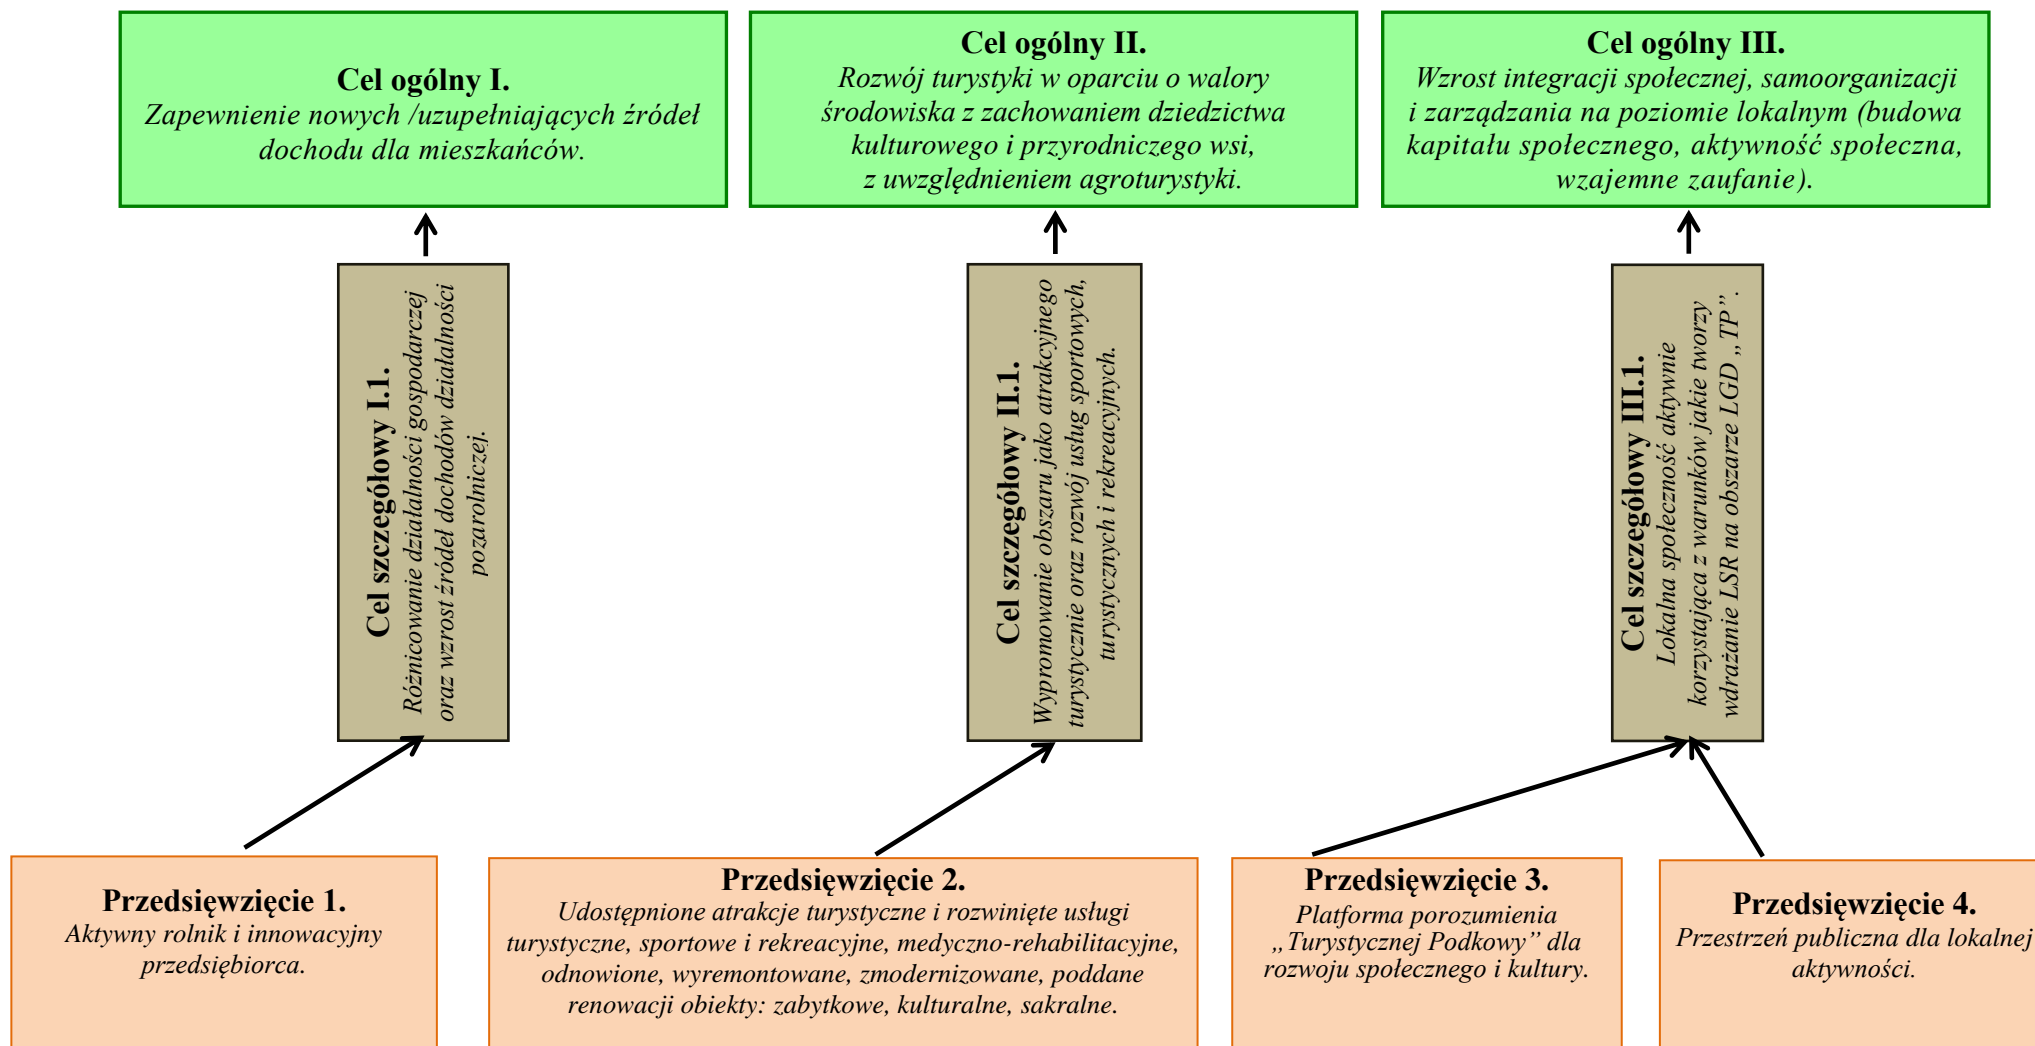 Cel ogólny I.
Zapewnienie nowych /uzupełniających źródeł
dochodu dla mieszkańców.
Cel ogólny II.
Rozwój turystyki w oparciu o walory
środowiska z zachowaniem dziedzictwa
kulturowego i przyrodniczego wsi,
z uwzględnieniem agroturystyki.
Cel ogólny III.
Wzrost integracji społecznej, samoorganizacji
i zarządzania na poziomie lokalnym (budowa
kapitału społecznego, aktywność społeczna,
wzajemne zaufanie).
Cel szczegółowy I.1.
Różnicowanie działalności gospodarczej
oraz wzrost źródeł dochodów działalności
pozarolniczej.
Cel szczegółowy II.1.
Wypromowanie obszaru jako atrakcyjnego
turystycznie oraz rozwój usług sportowych,
turystycznych i rekreacyjnych.
Cel szczegółowy III.1.
Lokalna społeczność aktywnie
korzystająca z warunków jakie tworzy
wdrażanie LSR na obszarze LGD „TP”.
Przedsięwzięcie 1.
Aktywny rolnik i innowacyjny
przedsiębiorca.
Przedsięwzięcie 2.
Udostępnione atrakcje turystyczne i rozwinięte usługi
turystyczne, sportowe i rekreacyjne, medyczno-rehabilitacyjne,
odnowione, wyremontowane, zmodernizowane, poddane
renowacji obiekty: zabytkowe, kulturalne, sakralne.
Przedsięwzięcie 3.
Platforma porozumienia
„Turystycznej Podkowy” dla
rozwoju społecznego i kultury.
Przedsięwzięcie 4.
Przestrzeń publiczna dla lokalnej
aktywności.